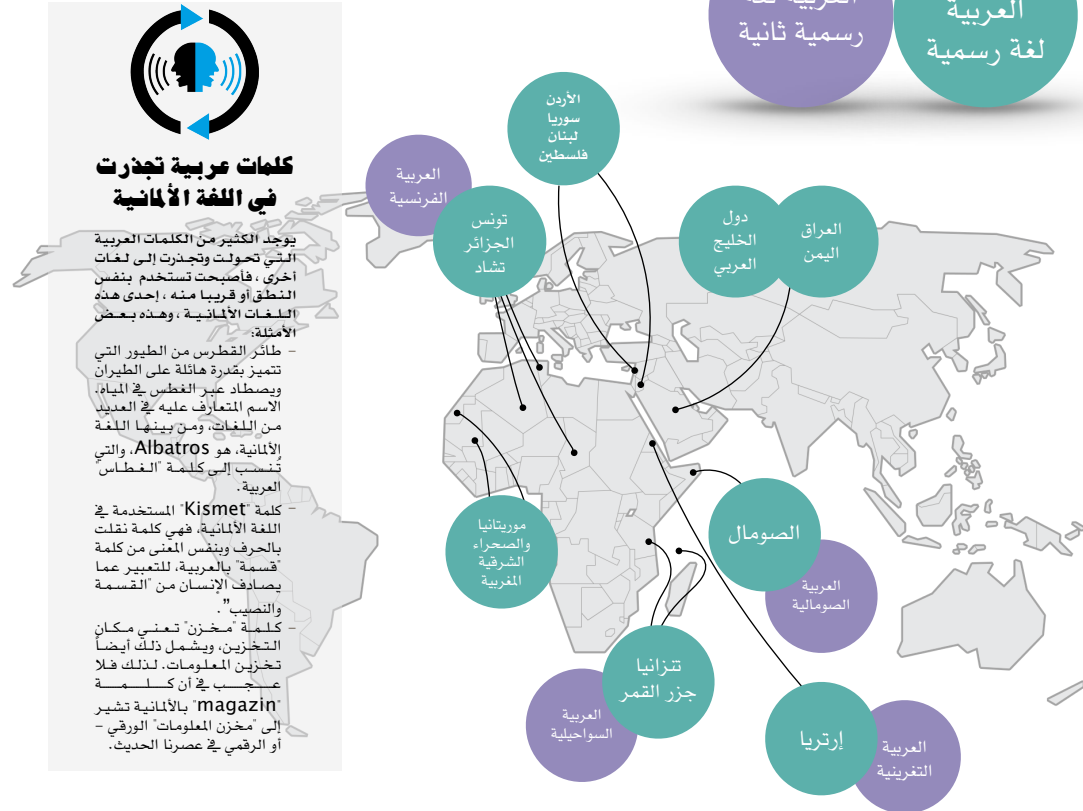 العربية لغة
رسمية ثانية
العربية
لغة رسمية
كلمات عربية تجذرت
في اللغة الألمانية
يوجد الكثير من الكلمات العربية
التي تحولت وتجذرت إلى لغات
أخرى ، فأصبحت تستخدم بنفس
النطق أو قريبا منه ، إحدى هذه
اللغات الألمانية ، وهذه بعض
الأمثلة:
– طائر القطرس من الطيور التي
تتميز بقدرة هائلة على الطيران
ويصطاد عبر الغطس في المياه.
الاسم المتعارف عليه في العديد
من اللغات، ومن بينها اللغة
الألمانية، هو Albatros، والتي
تُنسب إلى كلمة "الغطاس"
العربية.
– كلمة "Kismet" المستخدمة في
اللغة الألمانية، فهي كلمة نقلت
بالحرف وبنفس المعنى من كلمة
"قسمة" بالعربية، للتعبير عما
يصادف الإنسان من "القسمة
والنصيب".
– كلمة "مخزن" تعني مكان
التخزين، ويشمل ذلك أيضاً
تخزين المعلومات. لذلك فلا
عجب في أن كلمة
"magazin" بالألمانية تشير
إلى "مخزن المعلومات" الورقي –
أو الرقمي في عصرنا الحديث.
الأردن
سوريا
لبنان
فلسطين
العربية
الفرنسية
تونس
الجزائر
تشاد
دول
الخليج
العربي
العراق
اليمن
موريتانيا
والصحراء
الشرقية
المغربية
الصومال
العربية
الصومالية
تنزانيا
جزر القمر
العربية
السواحيلية
إرتريا
العربية
التغرينية